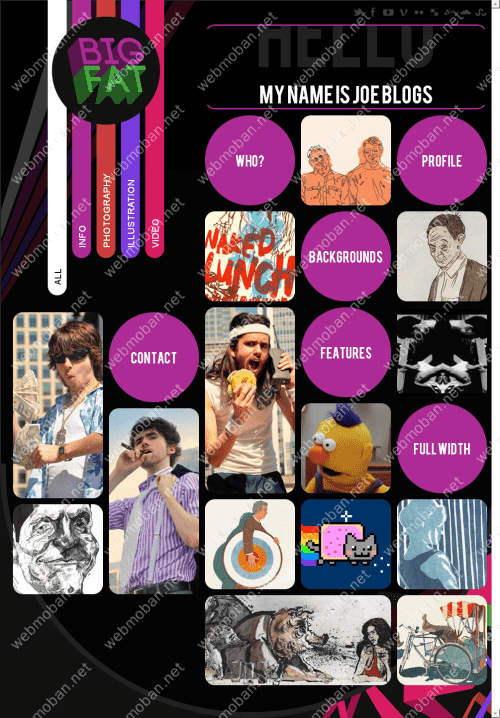 BIG
FAT
ALL
INFO
PHOTOGRAPHY
ILLUSTRATION
VIDEO
HELLO
MY NAME IS JOE BLOGS
WHO?
PROFILE
NAKED
LUNCH
BACKGROUNDS
CONTACT
FEATURES
FULL WIDTH
webmoban.net